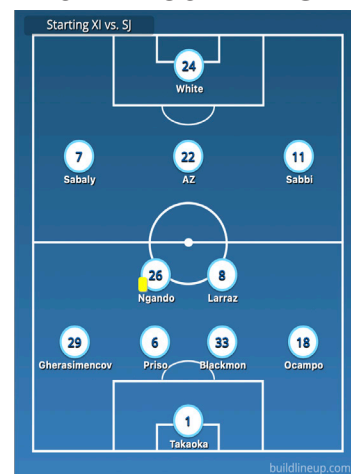 Starting XI vs. SJ
24
White
7 22 11
Sabaly AZ Sabbi
26 8
Ngando Larraz
29 6 33 18
Gherasimencov Priso Blackmon Ocampo
1
Takaoka
buildlineup.com